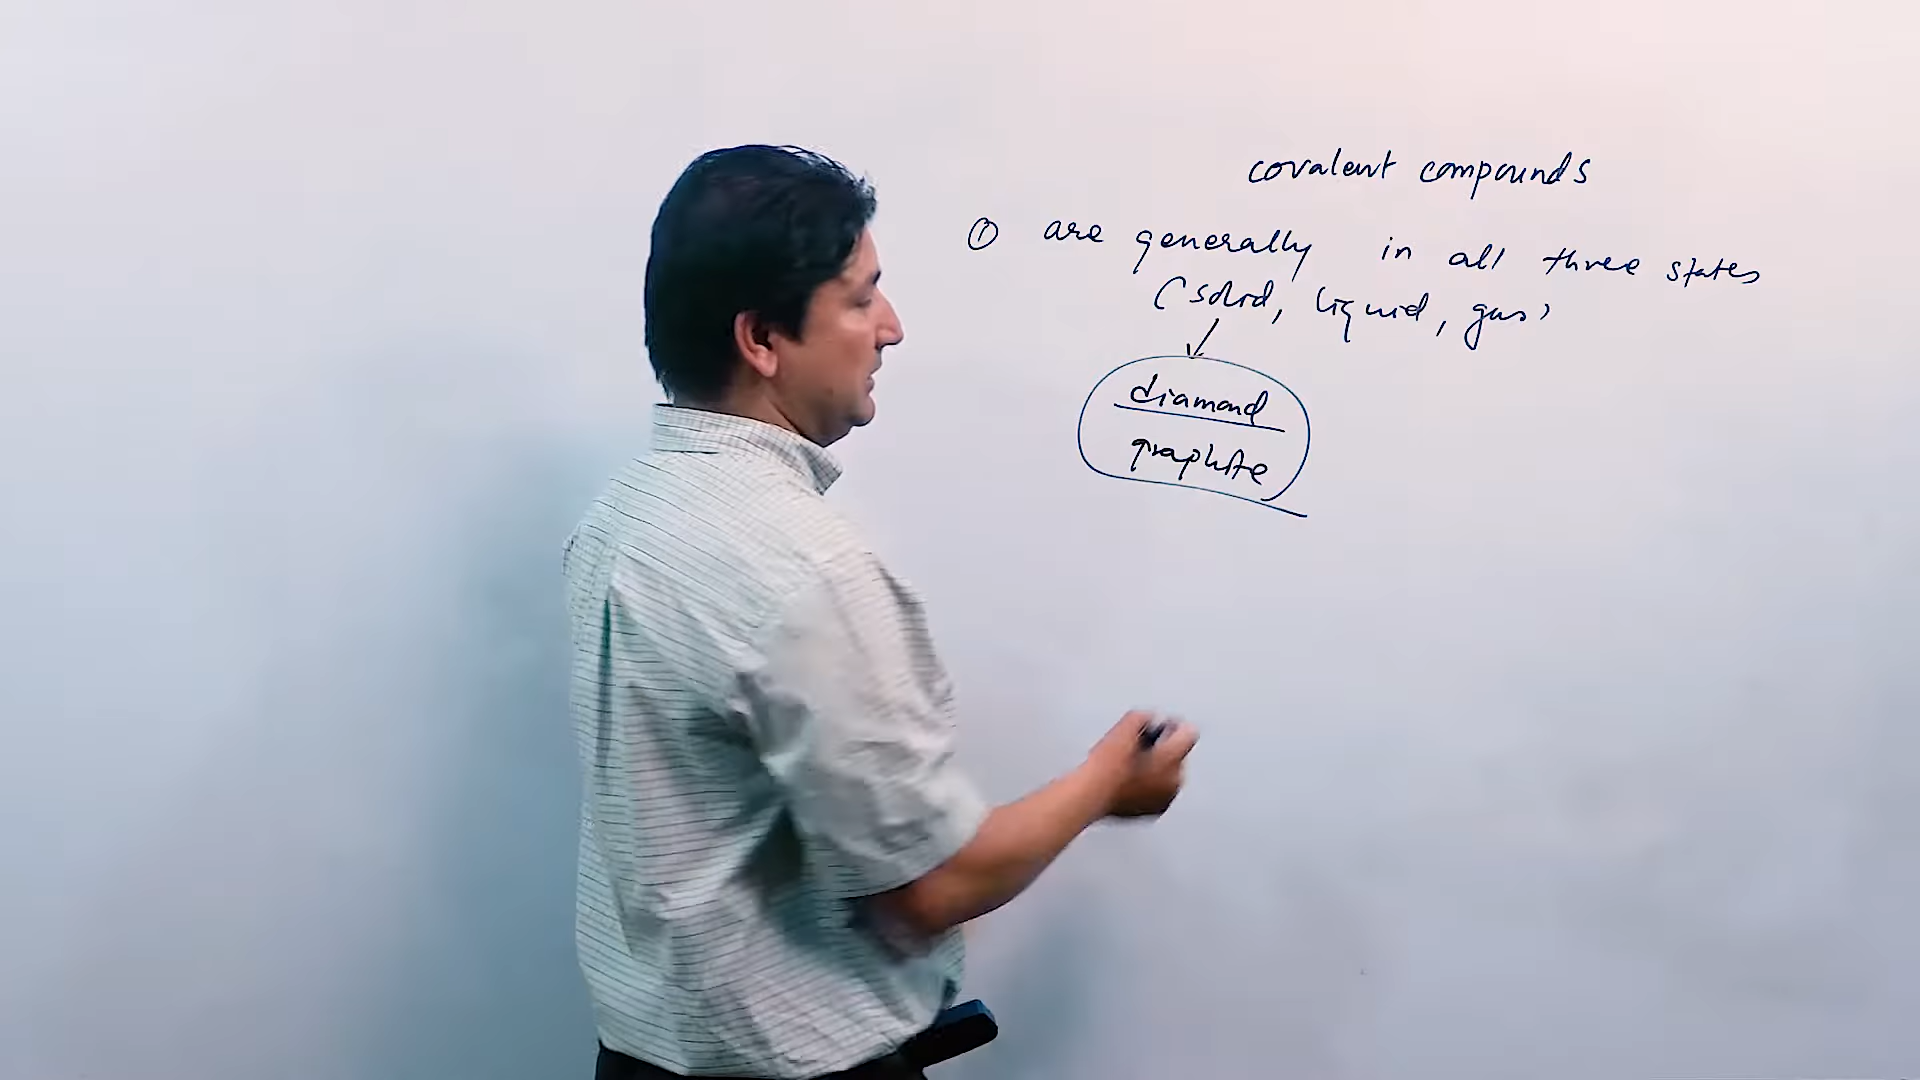 covalent compounds
① are generally in all three states
(solid, liquid, gas)
diamond
graphite